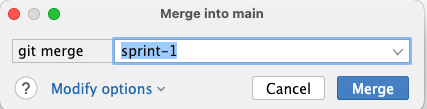 Merge into main
git merge sprint-1
? Modify options Cancel Merge